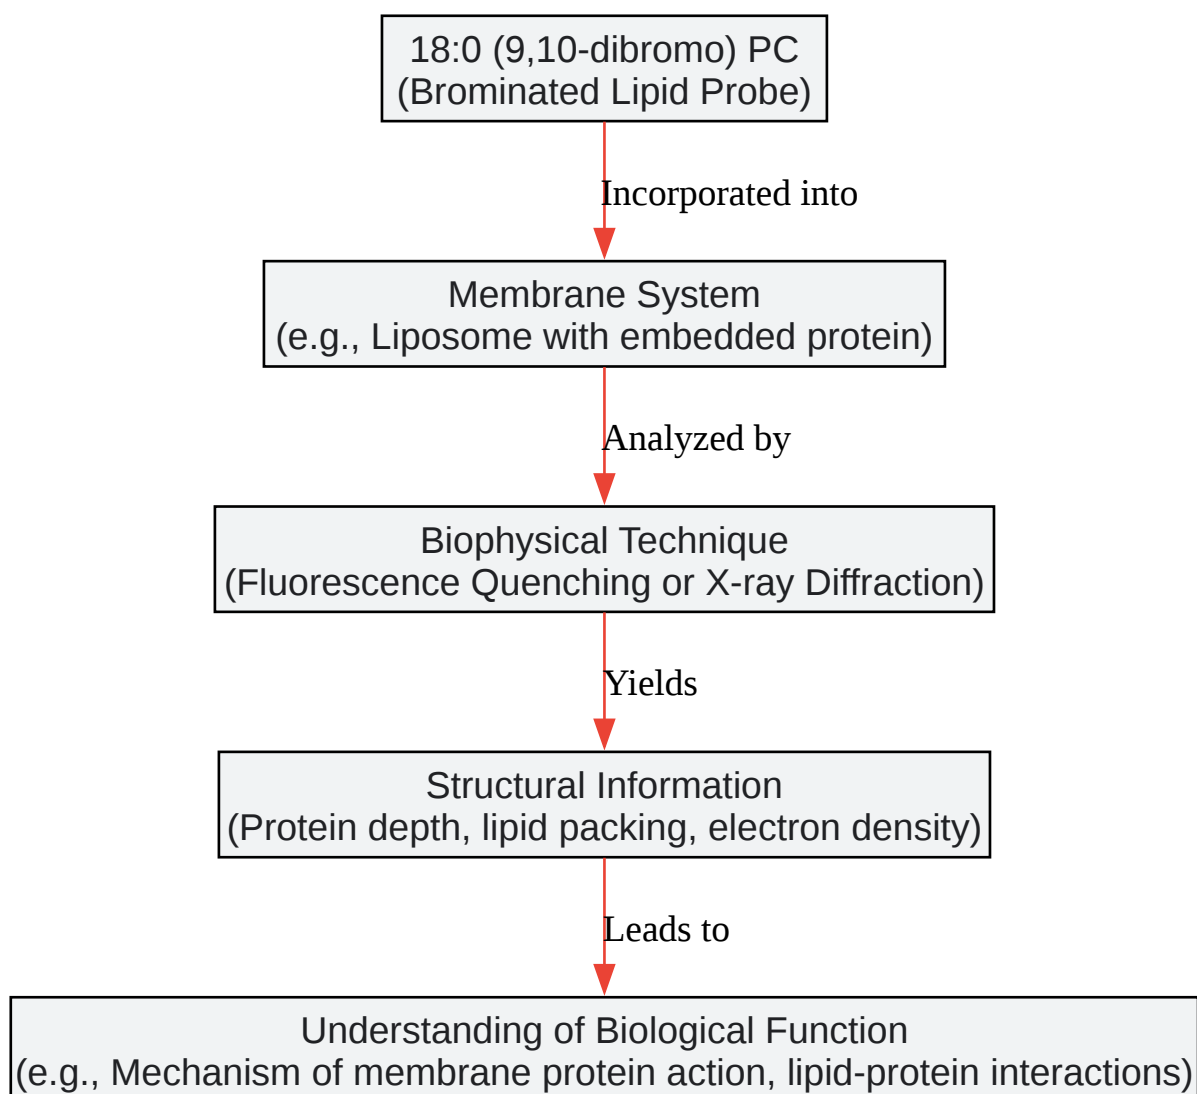 18:0 (9,10-dibromo) PC
(Brominated Lipid Probe)
Incorporated into
Membrane System
(e.g., Liposome with embedded protein)
Analyzed by
Biophysical Technique
(Fluorescence Quenching or X-ray Diffraction)
Yields
Structural Information
(Protein depth, lipid packing, electron density)
Leads to
Understanding of Biological Function
(e.g., Mechanism of membrane protein action, lipid-protein interactions)